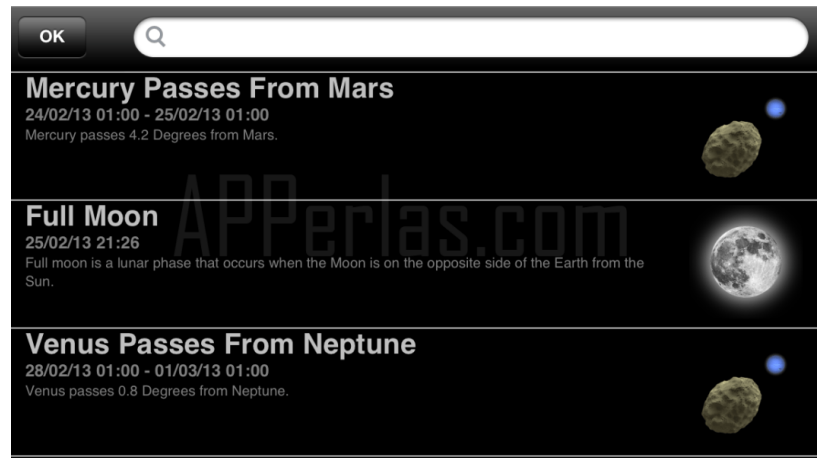 OK
Mercury Passes From Mars
24/02/13 01:00 - 25/02/13 01:00
Mercury passes 4.2 Degrees from Mars.
APPerlas.com
Full Moon
25/02/13 21:26
Full moon is a lunar phase that occurs when the Moon is on the opposite side of the Earth from the
Sun.
Venus Passes From Neptune
28/02/13 01:00 - 01/03/13 01:00
Venus passes 0.8 Degrees from Neptune.